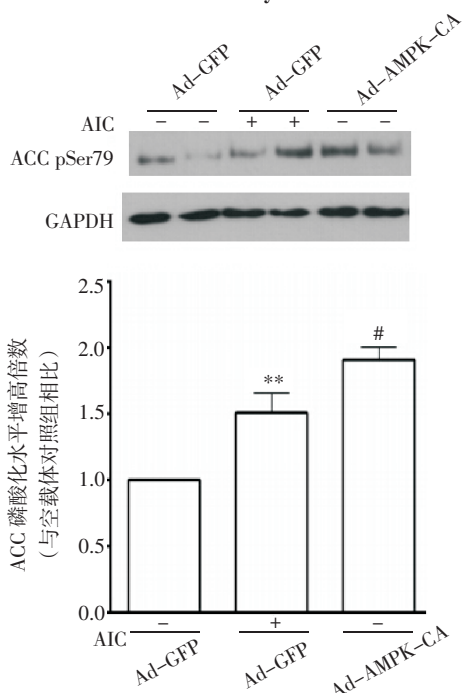 Ad-GFP Ad-GFP Ad-AMPK-CA
AIC − − + + − −
ACC pSer79
GAPDH
ACC 磷酸化水平增高倍数
（与空载体对照组相比）
2.5
2.0
1.5
1.0
0.5
0.0
** #
AIC − + −
Ad-GFP Ad-GFP Ad-AMPK-CA